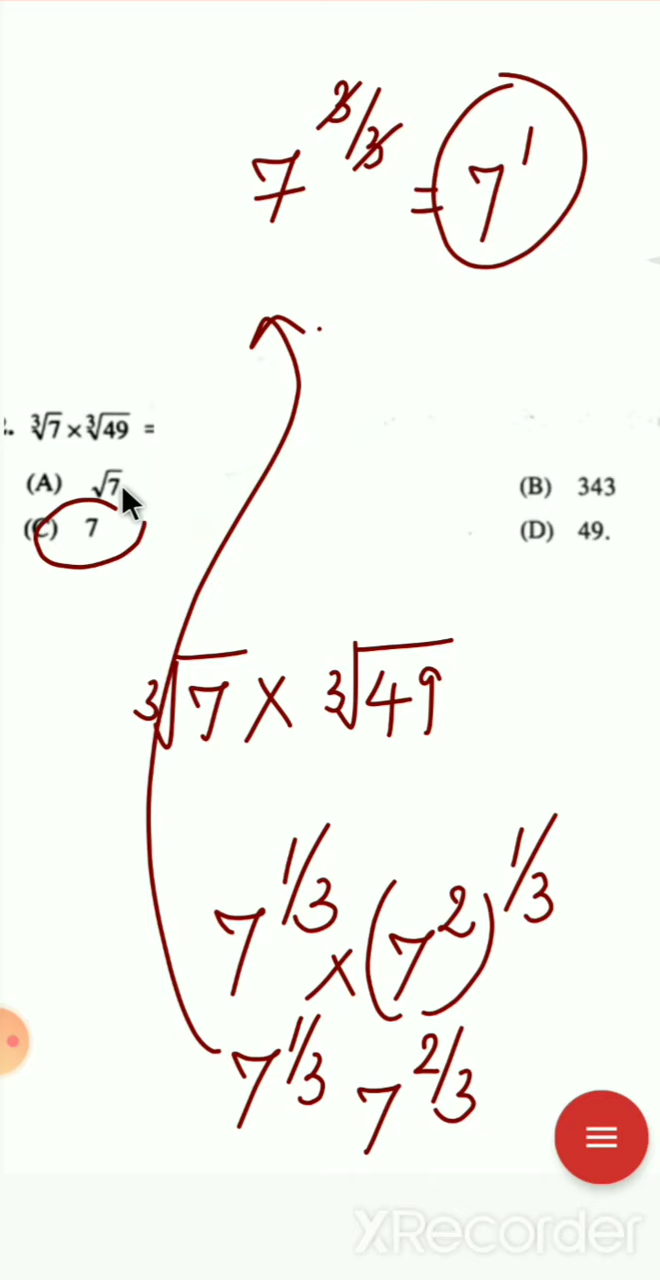 7^{3/3} = 7^1
2. ∛7 × ∛49 =
(A) √7
(B) 343
(C) 7
(D) 49.
∛7 × ∛49
7^{1/3} × (7^2)^{1/3}
7^{1/3} 7^{2/3}
XRecorder